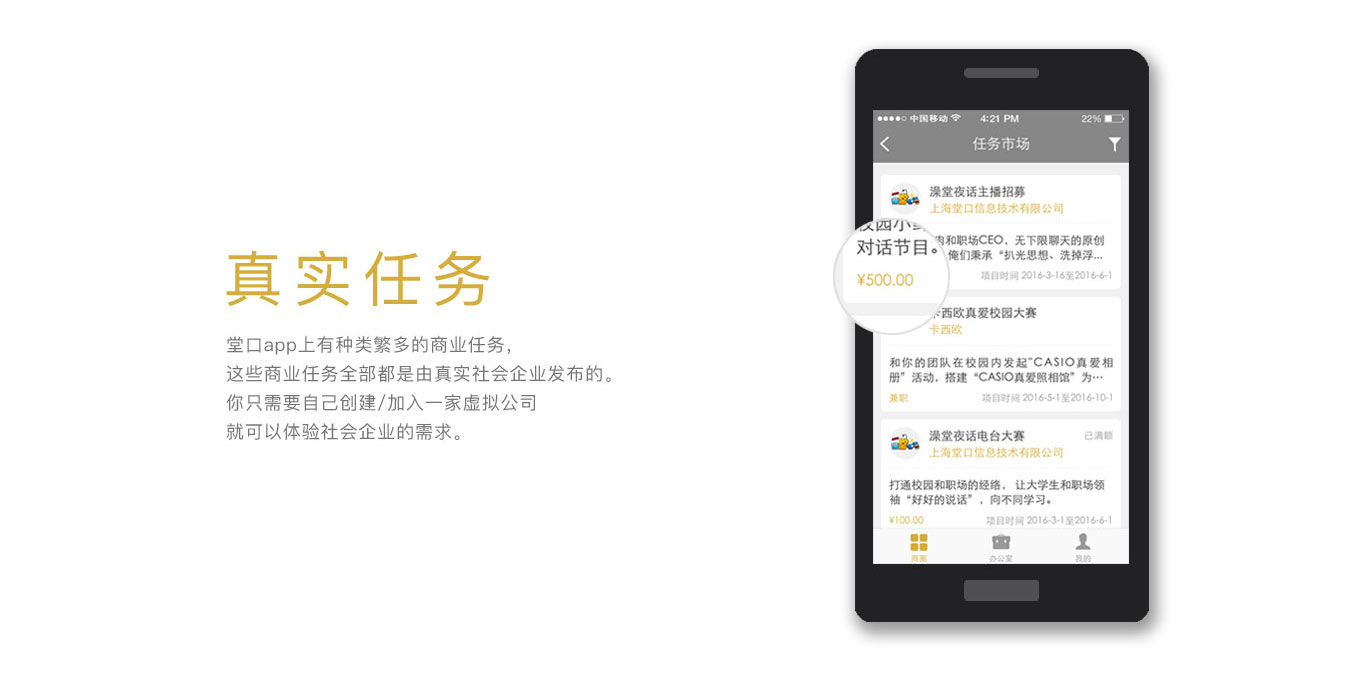 真实任务
堂口app上有种类繁多的商业任务，
这些商业任务全部都是由真实社会企业发布的。
你只需要自己创建/加入一家虚拟公司
就可以体验社会企业的需求。
中国移动 4:21 PM 22%
任务市场
澡堂夜话主播招募
上海堂口信息技术有限公司
和职场CEO，无下限聊天的原创
对话节目。
俺们秉承“扒光思想、洗掉浮...
¥500.00
项目时间 2016-3-16至2016-6-1
卡西欧真爱校园大赛
卡西欧
和你的团队在校园内发起"CASIO真爱相
册”活动，搭建“CASIO真爱照相馆”为...
兼职 项目时间 2016-5-1至2016-10-1
澡堂夜话电台大赛 已满额
上海堂口信息技术有限公司
打通校园和职场的经络， 让大学生和职场领
袖“好好的说话”，向不同学习。
¥100.00 项目时间 2016-3-1至2016-6-1
商圈 办公室 我的